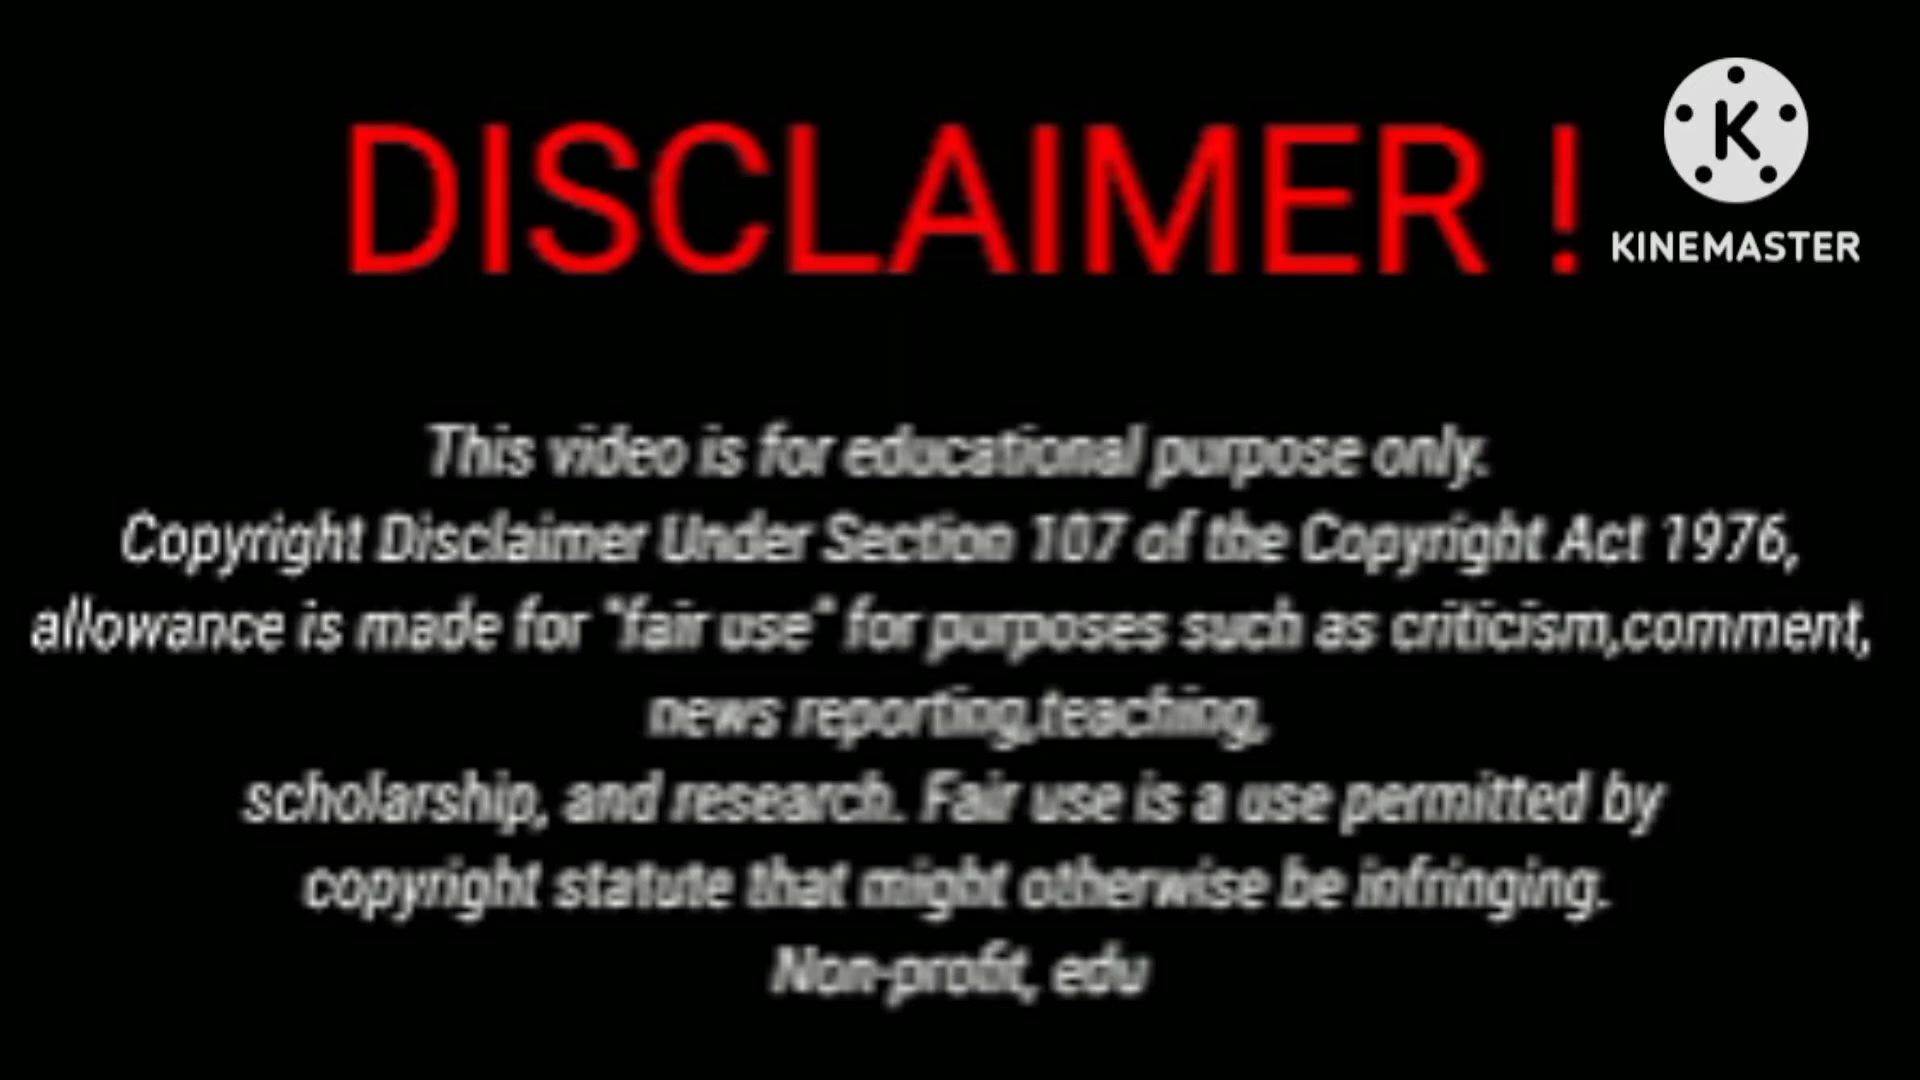 DISCLAIMER !
K
KINEMASTER
This video is for educational purpose only.
Copyright Disclaimer Under Section 107 of the Copyright Act 1976,
allowance is made for "fair use" for purposes such as criticism,comment,
news reporting,teaching,
scholarship, and research. Fair use is a use permitted by
copyright statute that might otherwise be infringing.
Non-profit, edu